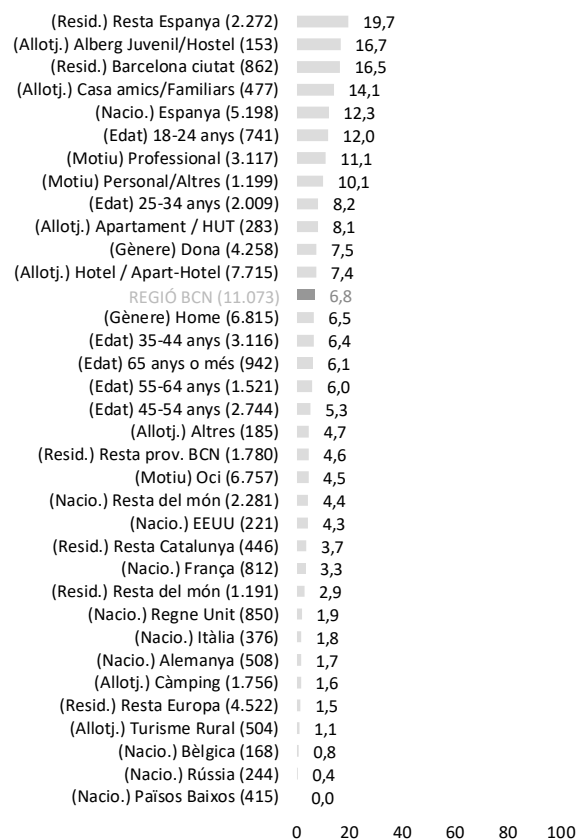 (Resid.) Resta Espanya (2.272) 19,7
(Allotj.) Alberg Juvenil/Hostel (153) 16,7
(Resid.) Barcelona ciutat (862) 16,5
(Allotj.) Casa amics/Familiars (477) 14,1
(Nacio.) Espanya (5.198) 12,3
(Edat) 18-24 anys (741) 12,0
(Motiu) Professional (3.117) 11,1
(Motiu) Personal/Altres (1.199) 10,1
(Edat) 25-34 anys (2.009) 8,2
(Allotj.) Apartament / HUT (283) 8,1
(Gènere) Dona (4.258) 7,5
(Allotj.) Hotel / Apart-Hotel (7.715) 7,4
REGIÓ BCN (11.073) 6,8
(Gènere) Home (6.815) 6,5
(Edat) 35-44 anys (3.116) 6,4
(Edat) 65 anys o més (942) 6,1
(Edat) 55-64 anys (1.521) 6,0
(Edat) 45-54 anys (2.744) 5,3
(Allotj.) Altres (185) 4,7
(Resid.) Resta prov. BCN (1.780) 4,6
(Motiu) Oci (6.757) 4,5
(Nacio.) Resta del món (2.281) 4,4
(Nacio.) EEUU (221) 4,3
(Resid.) Resta Catalunya (446) 3,7
(Nacio.) França (812) 3,3
(Resid.) Resta del món (1.191) 2,9
(Nacio.) Regne Unit (850) 1,9
(Nacio.) Itàlia (376) 1,8
(Nacio.) Alemanya (508) 1,7
(Allotj.) Càmping (1.756) 1,6
(Resid.) Resta Europa (4.522) 1,5
(Allotj.) Turisme Rural (504) 1,1
(Nacio.) Bèlgica (168) 0,8
(Nacio.) Rússia (244) 0,4
(Nacio.) Països Baixos (415) 0,0
0 20 40 60 80 100